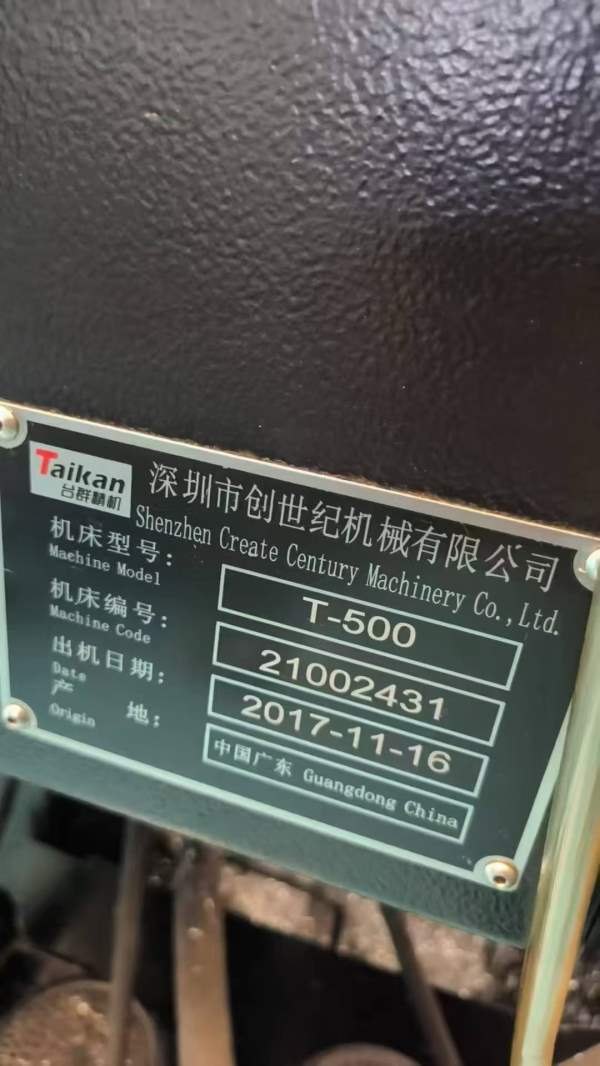 Taikan
台群精机
深圳市创世纪机械有限公司
Shenzhen Create Century Machinery Co.,Ltd.
机床型号:
Machine Model
T-500
机床编号:
Machine Code
21002431
出机日期:
Date
2017-11-16
产 地:
Origin
中国广东 Guangdong China